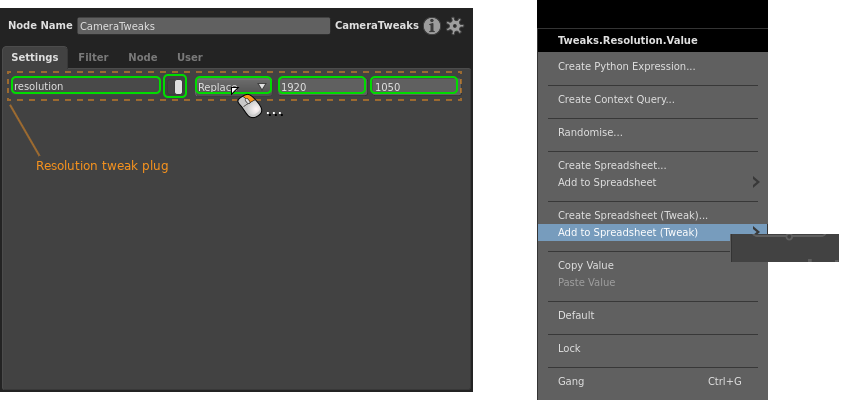 Node Name CameraTweaks CameraTweaks
Settings Filter Node User
resolution Replace 1920 1050
...
Resolution tweak plug
Tweaks.Resolution.Value
Create Python Expression...
Create Context Query...
Randomise...
Create Spreadsheet...
Add to Spreadsheet
Create Spreadsheet (Tweak)...
Add to Spreadsheet (Tweak)
Copy Value
Paste Value
Default
Lock
Gang Ctrl+G